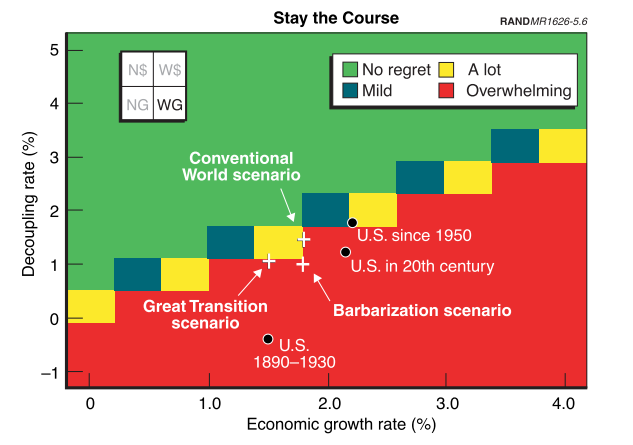 Stay the Course
RANDMR1626-5.6
N$ W$
NG WG
No regret
A lot
Mild
Overwhelming
Decoupling rate (%)
5
4
3
2
1
0
−1
Conventional
World scenario
U.S. since 1950
U.S. in 20th century
Great Transition
scenario
Barbarization scenario
U.S.
1890–1930
0 1.0 2.0 3.0 4.0
Economic growth rate (%)